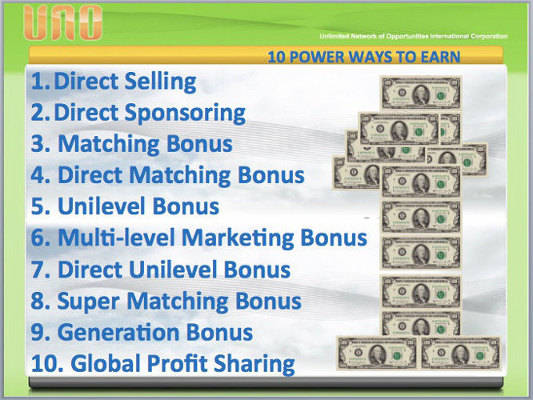 UNO
Unlimited Network of Opportunities International Corporation
10 POWER WAYS TO EARN
1. Direct Selling
2. Direct Sponsoring
3. Matching Bonus
4. Direct Matching Bonus
5. Unilevel Bonus
6. Multi-level Marketing Bonus
7. Direct Unilevel Bonus
8. Super Matching Bonus
9. Generation Bonus
10. Global Profit Sharing